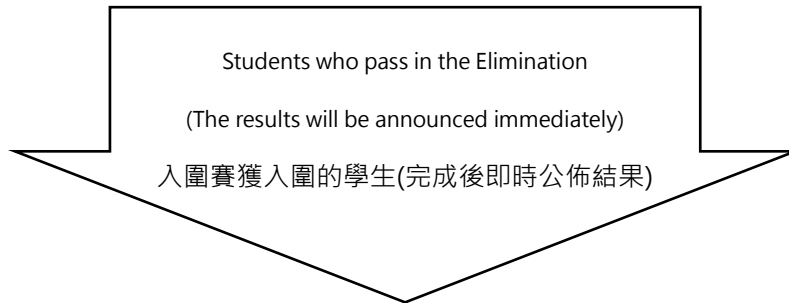 Students who pass in the Elimination
(The results will be announced immediately)
入圍賽獲入圍的學生(完成後即時公佈結果)